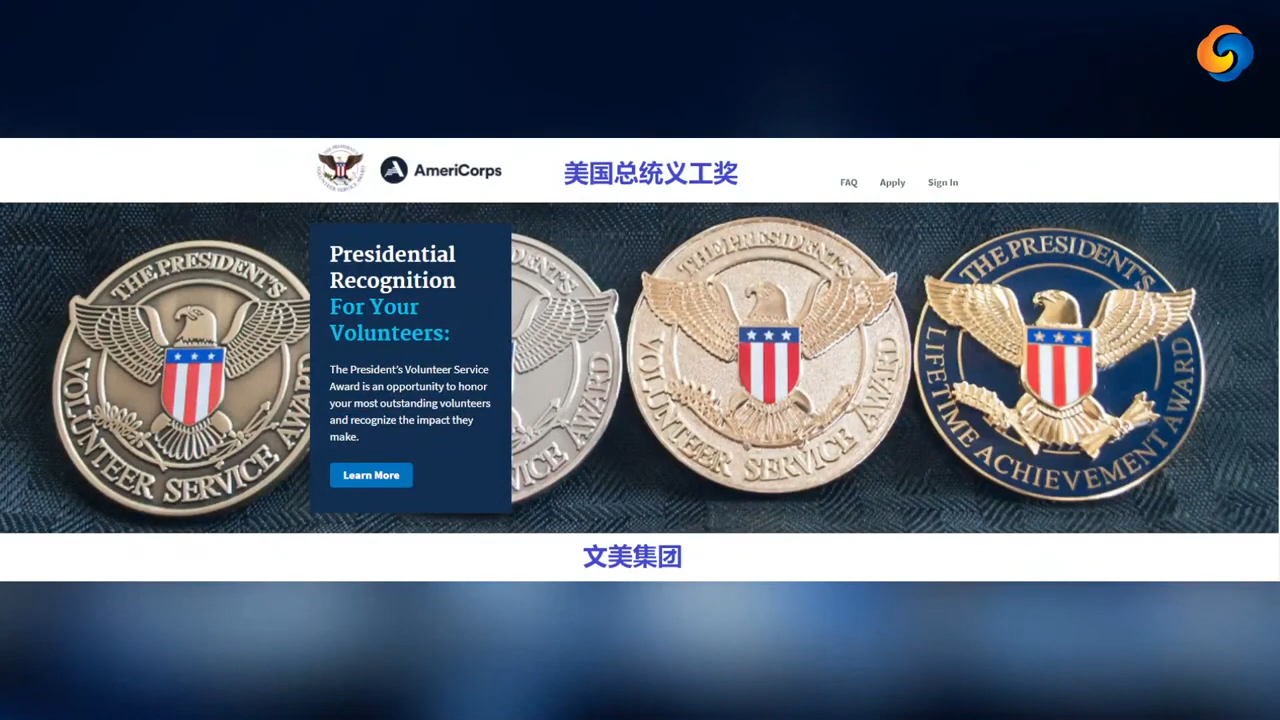 AmeriCorps
美国总统义工奖
FAQ Apply Sign In
Presidential
Recognition
For Your
Volunteers:
The President's Volunteer Service
Award is an opportunity to honor
your most outstanding volunteers
and recognize the impact they
make.
Learn More
THE PRESIDENT'S
VOLUNTEER SERVICE AWARD
DENT'S
VICE AWARD
THE PRESIDENT'S
VOLUNTEER SERVICE AWARD
THE PRESIDENT'S
LIFETIME ACHIEVEMENT AWARD
文美集团